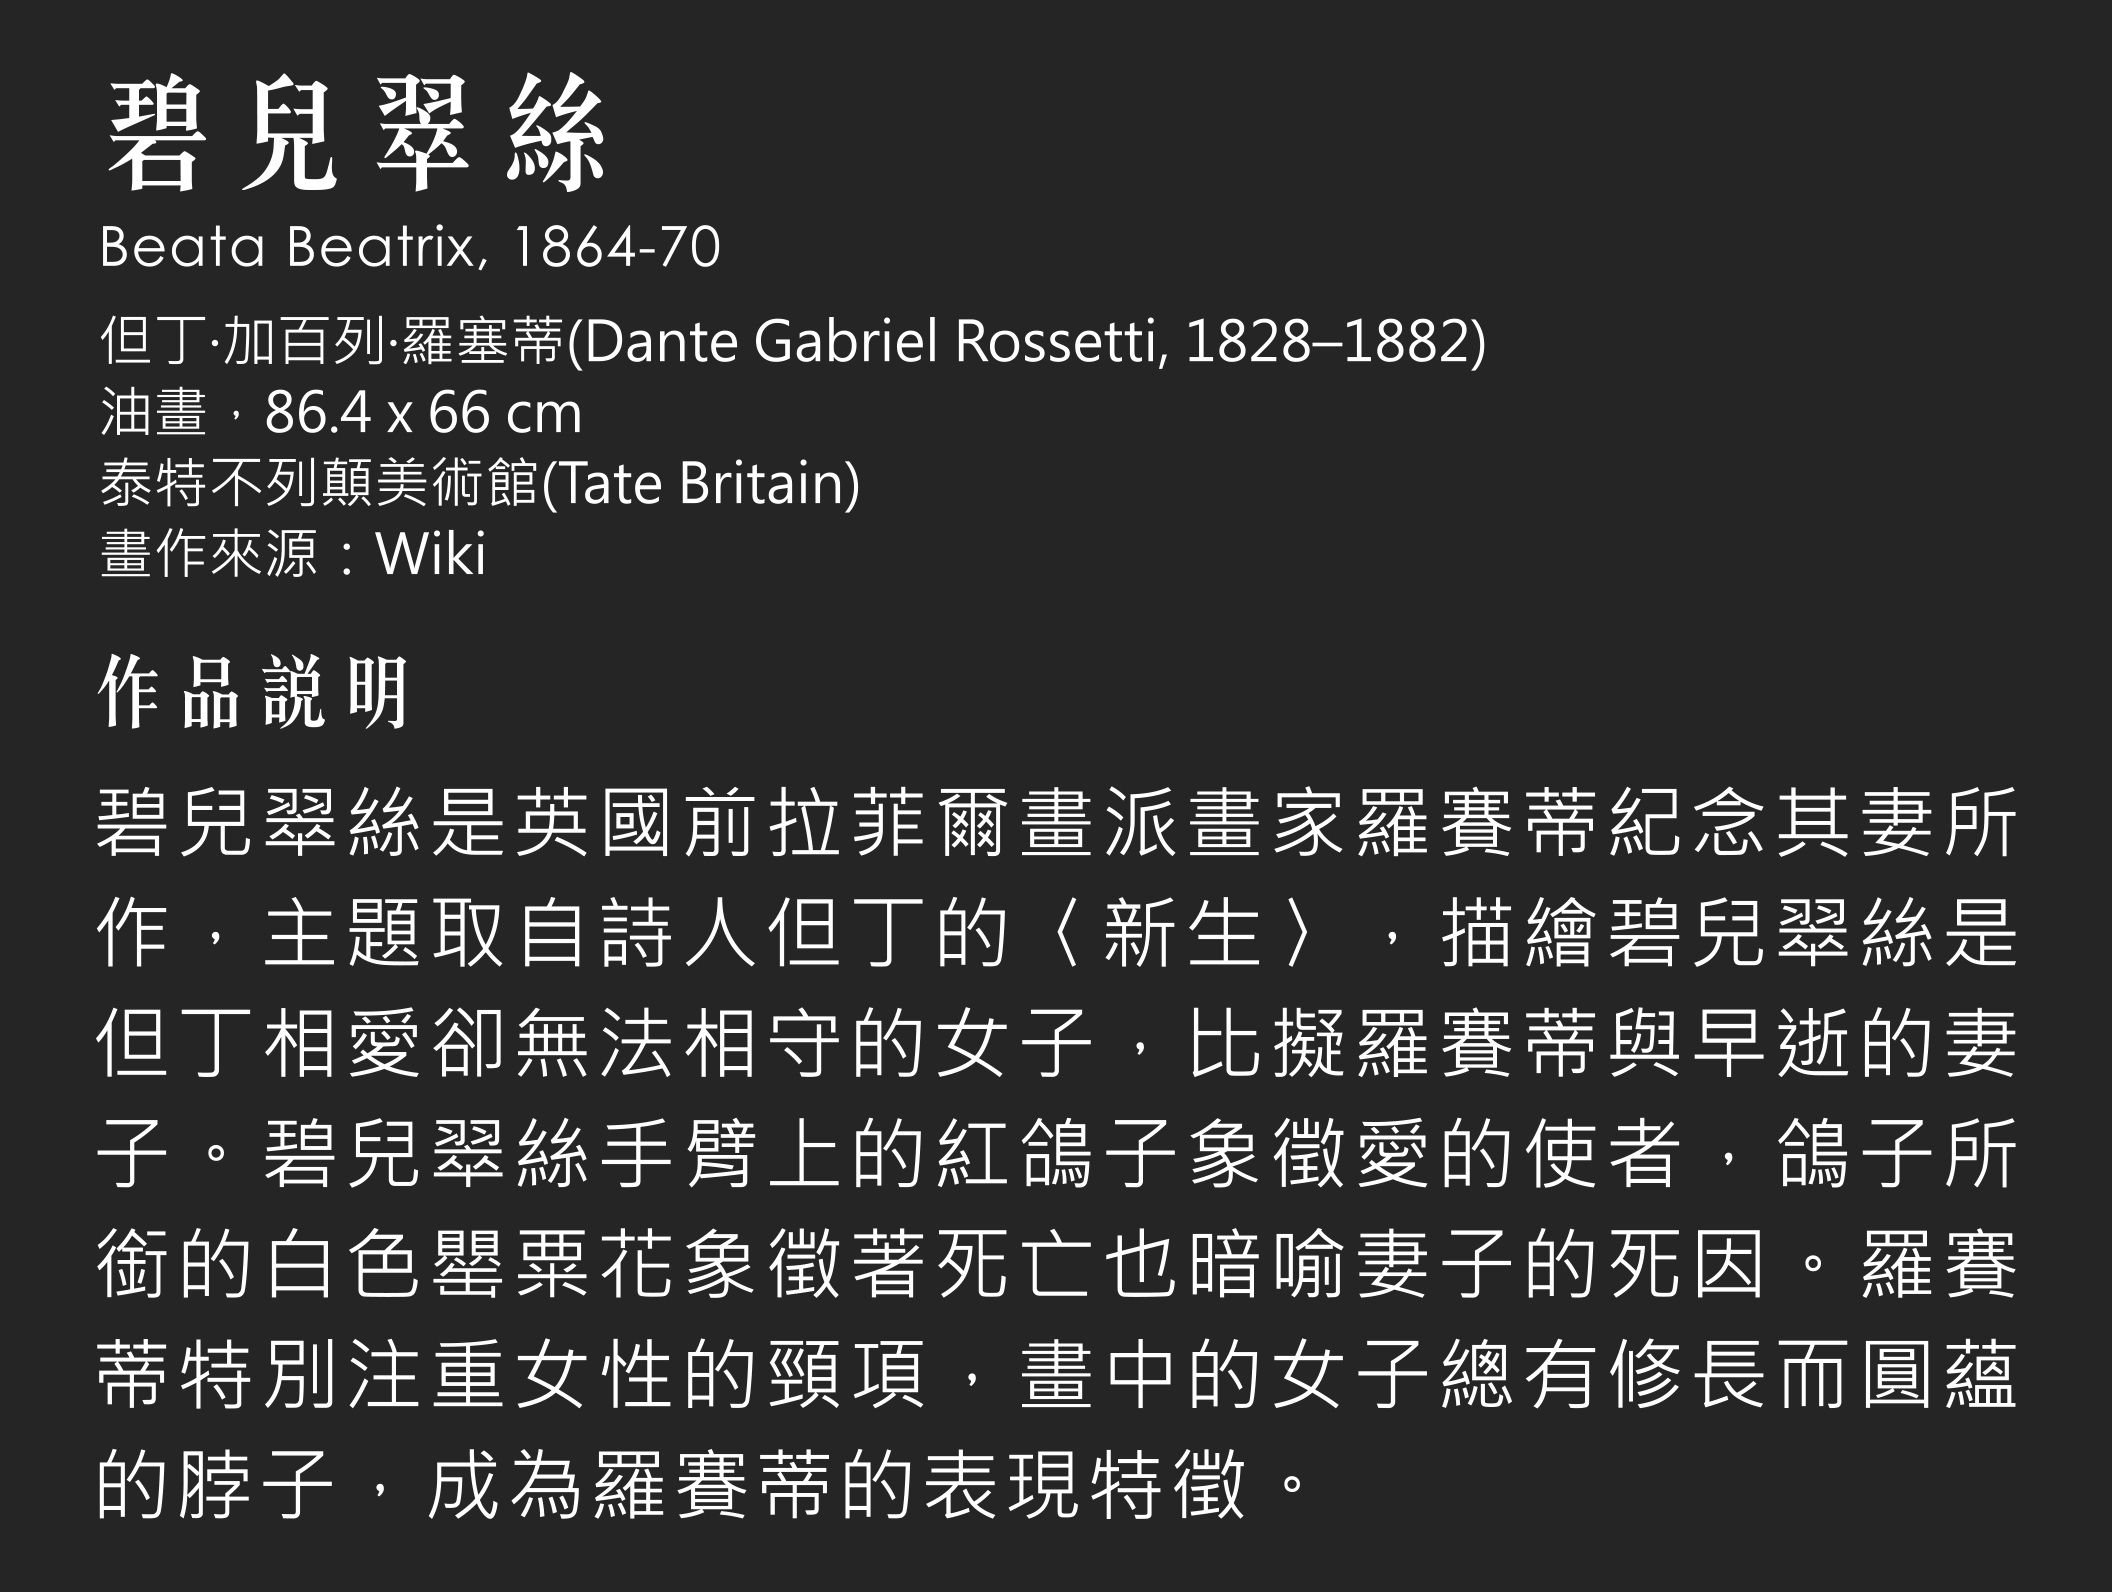 碧兒翠絲
Beata Beatrix, 1864-70
但丁·加百列·羅塞蒂(Dante Gabriel Rossetti, 1828–1882)
油畫，86.4 x 66 cm
泰特不列顛美術館(Tate Britain)
畫作來源：Wiki
作品説明
碧兒翠絲是英國前拉菲爾畫派畫家羅賽蒂紀念其妻所
作，主題取自詩人但丁的〈新生〉，描繪碧兒翠絲是
但丁相愛卻無法相守的女子，比擬羅賽蒂與早逝的妻
子。碧兒翠絲手臂上的紅鴿子象徵愛的使者，鴿子所
銜的白色罌粟花象徵著死亡也暗喻妻子的死因。羅賽
蒂特別注重女性的頸項，畫中的女子總有修長而圓蘊
的脖子，成為羅賽蒂的表現特徵。